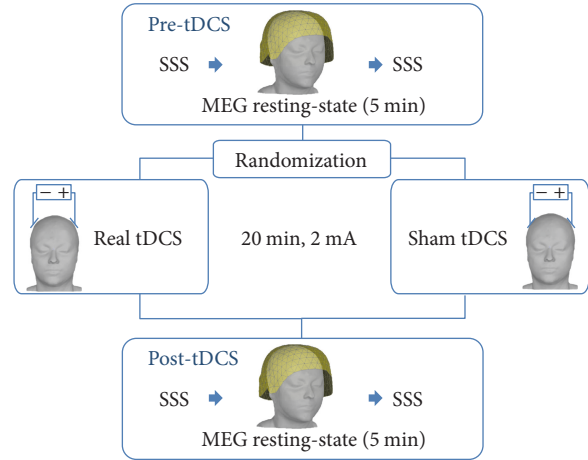 Pre-tDCS
SSS SSS
MEG resting-state (5 min)
Randomization
− + − +
Real tDCS 20 min, 2 mA Sham tDCS
Post-tDCS
SSS SSS
MEG resting-state (5 min)